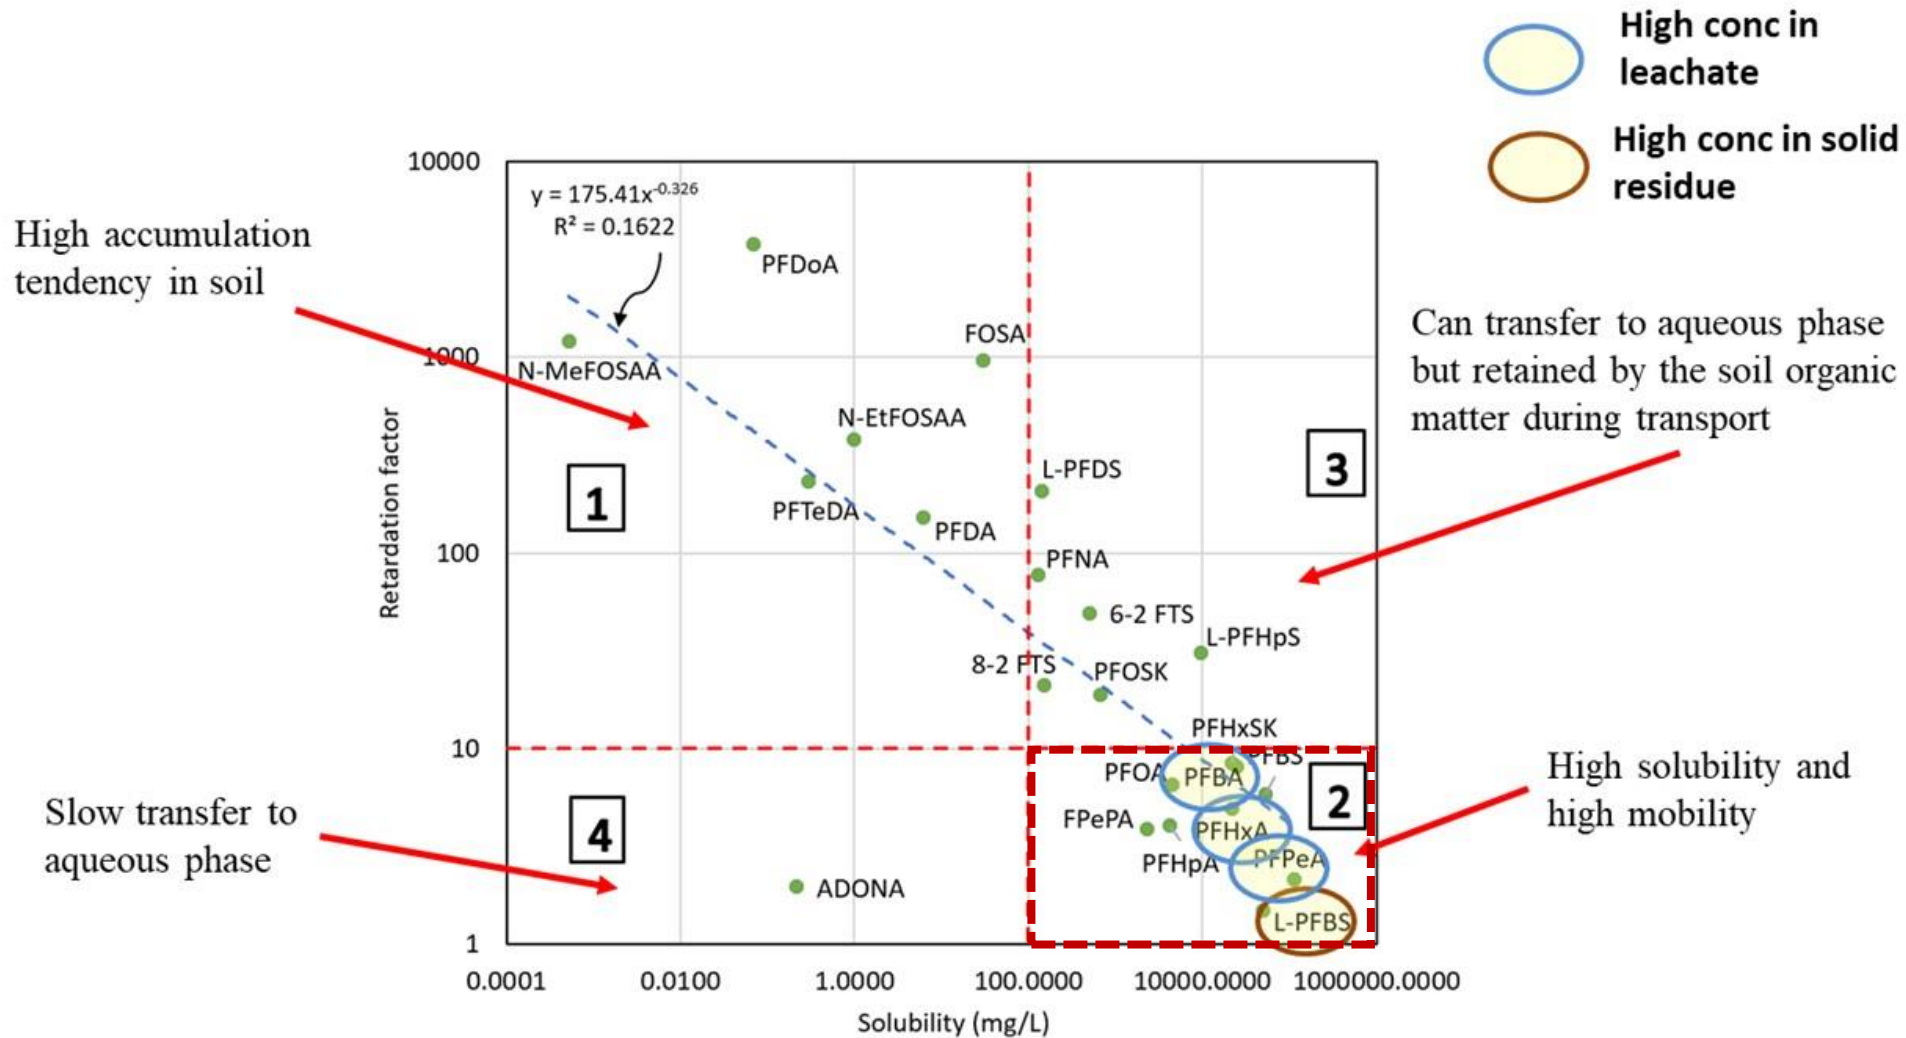 High conc in
leachate
High conc in solid
residue
High accumulation
tendency in soil
Can transfer to aqueous phase
but retained by the soil organic
matter during transport
High solubility and
high mobility
Slow transfer to
aqueous phase
10000
1000
100
10
1
Retardation factor
y = 175.41x^-0.326
R² = 0.1622
PFDoA
FOSA
N-MeFOSAA
N-EtFOSAA
L-PFDS
3
1
PFTeDA
PFDA
PFNA
6-2 FTS
L-PFHpS
8-2 FTS
PFOSK
PFHxSK
PFBS
PFOA
PFBA
2
FPePA
PFHxA
4
PFHpA
PFPeA
ADONA
L-PFBS
0.0001
0.0100
1.0000
100.0000
10000.0000
1000000.0000
Solubility (mg/L)